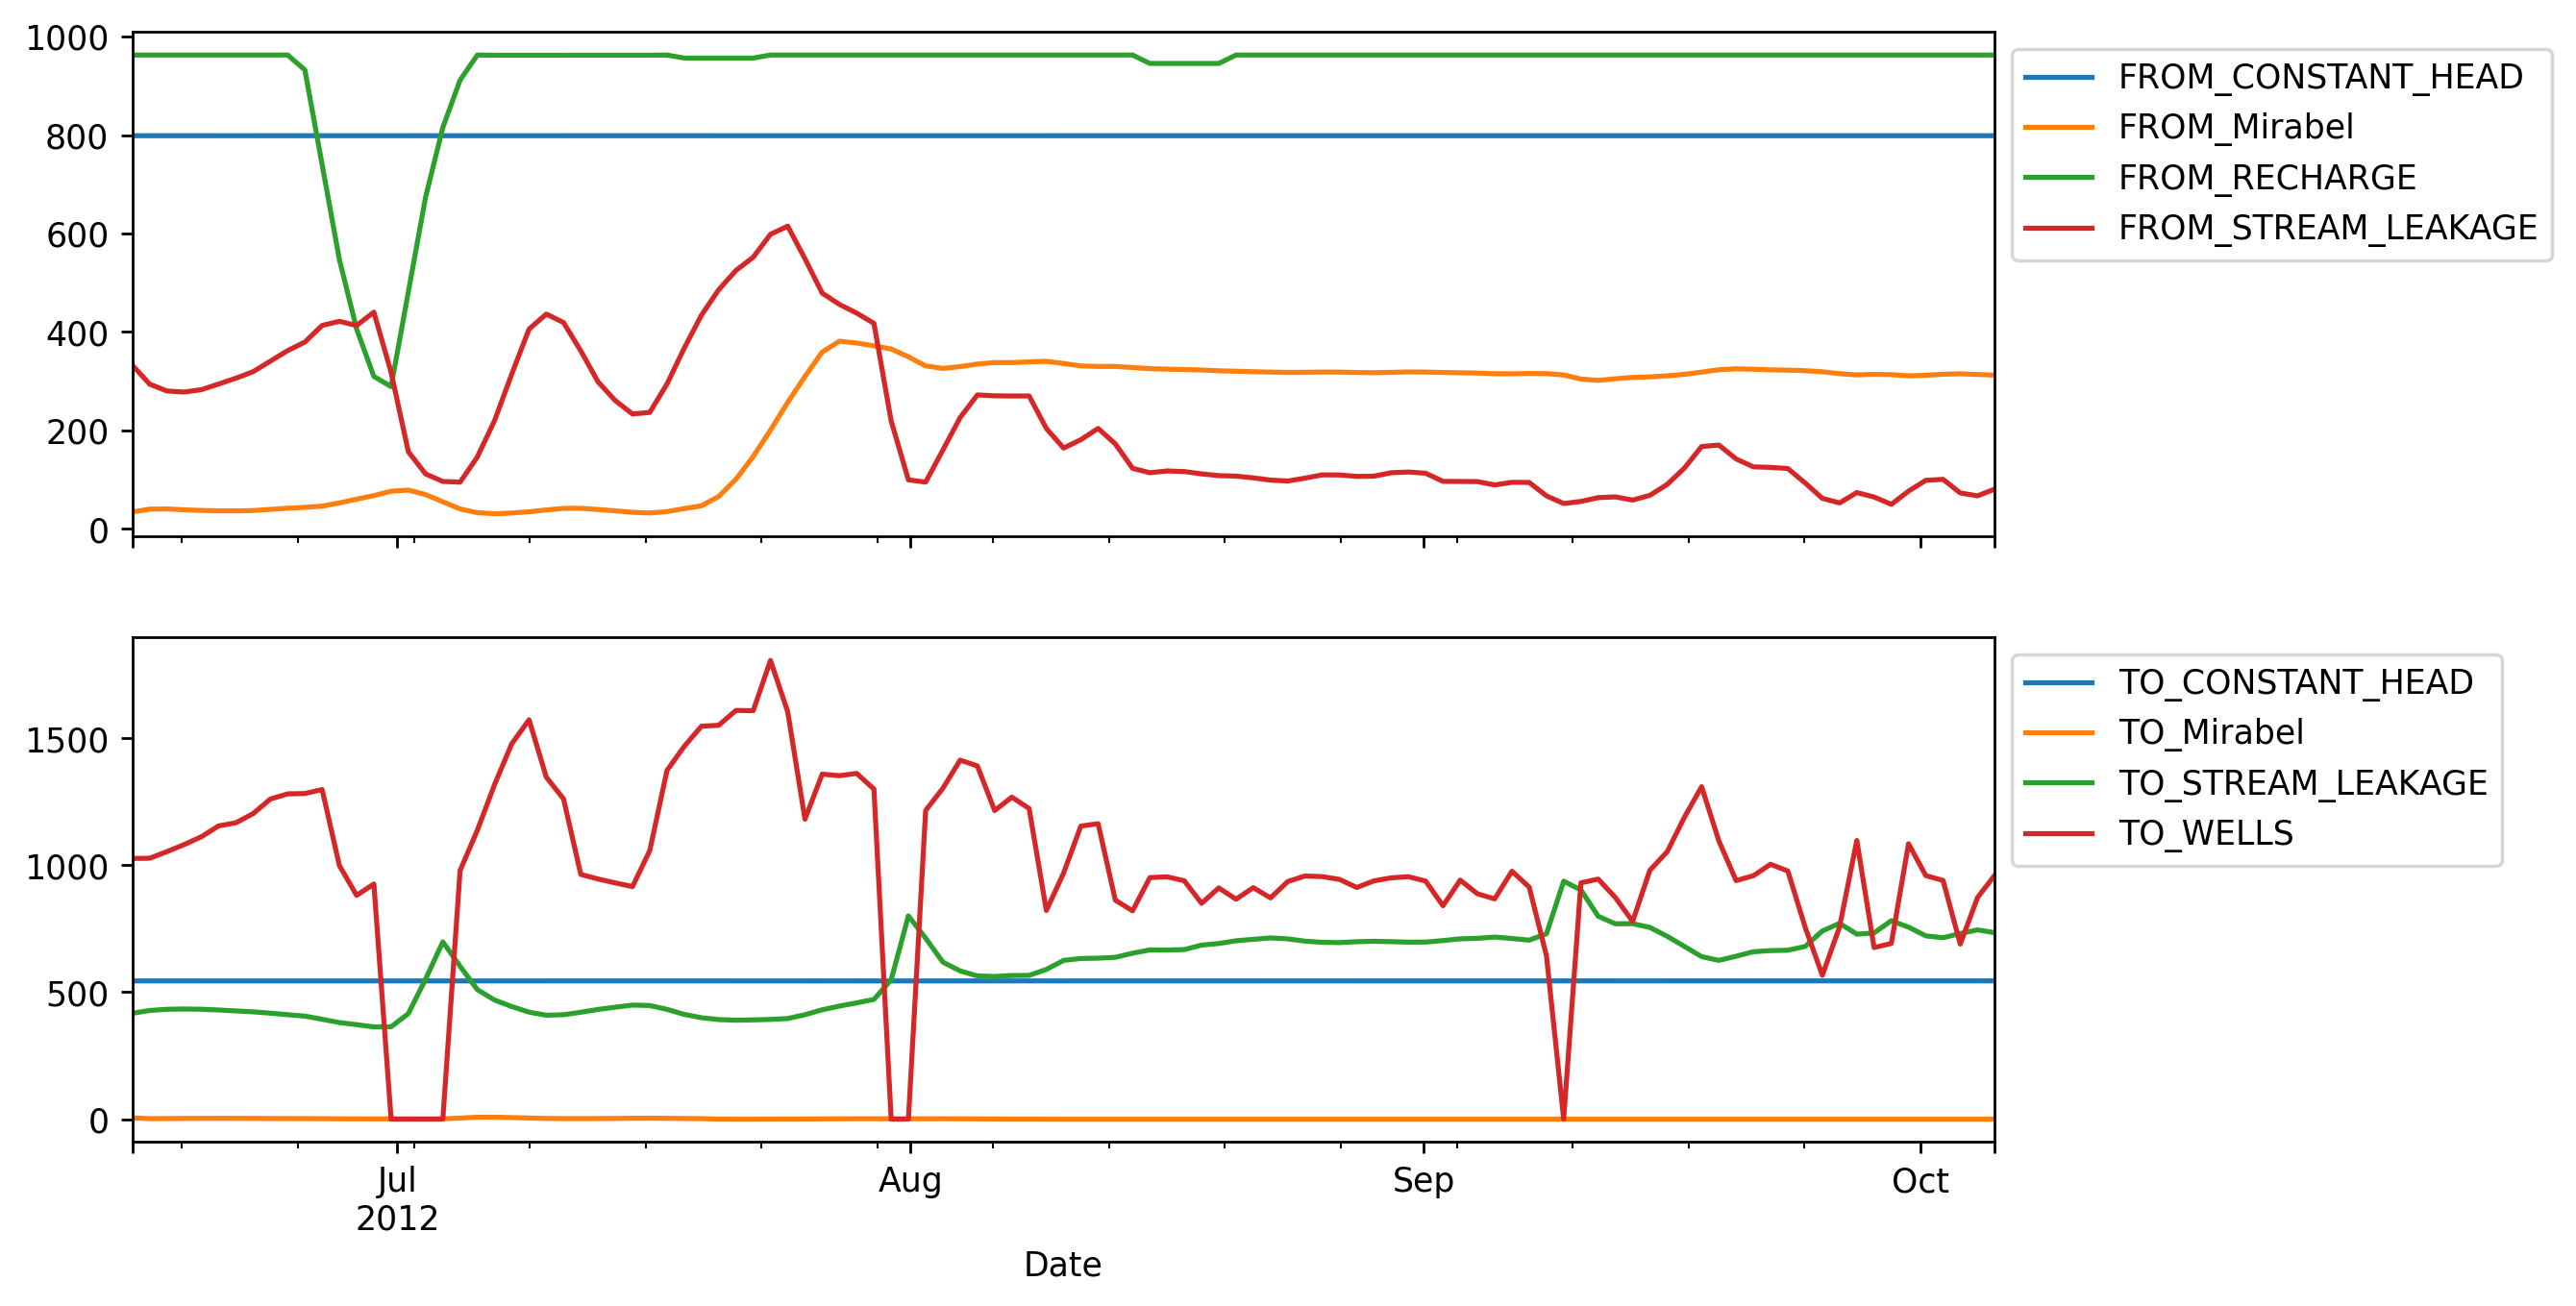 1000
800
600
400
200
0
FROM_CONSTANT_HEAD
FROM_Mirabel
FROM_RECHARGE
FROM_STREAM_LEAKAGE
1500
1000
500
0
TO_CONSTANT_HEAD
TO_Mirabel
TO_STREAM_LEAKAGE
TO_WELLS
Jul Aug Sep Oct
2012
Date